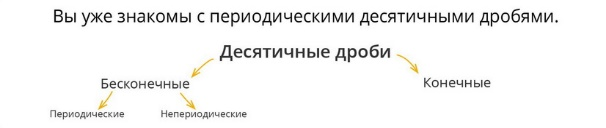 Вы уже знакомы с периодическими десятичными дробями.
Десятичные дроби
Бесконечные
Конечные
Периодические
Непериодические